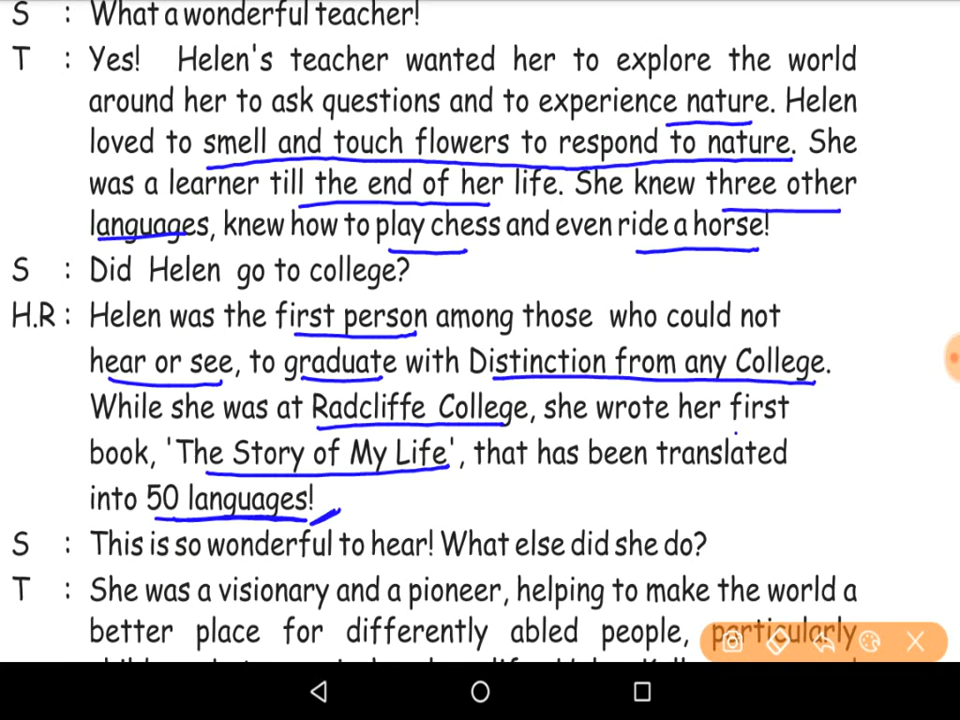 S : What a wonderful teacher!
T : Yes! Helen's teacher wanted her to explore the world
around her to ask questions and to experience nature. Helen
loved to smell and touch flowers to respond to nature. She
was a learner till the end of her life. She knew three other
languages, knew how to play chess and even ride a horse!
S : Did Helen go to college?
H.R : Helen was the first person among those who could not
hear or see, to graduate with Distinction from any College.
While she was at Radcliffe College, she wrote her first
book, 'The Story of My Life', that has been translated
into 50 languages!
S : This is so wonderful to hear! What else did she do?
T : She was a visionary and a pioneer, helping to make the world a
better place for differently abled people, particularly